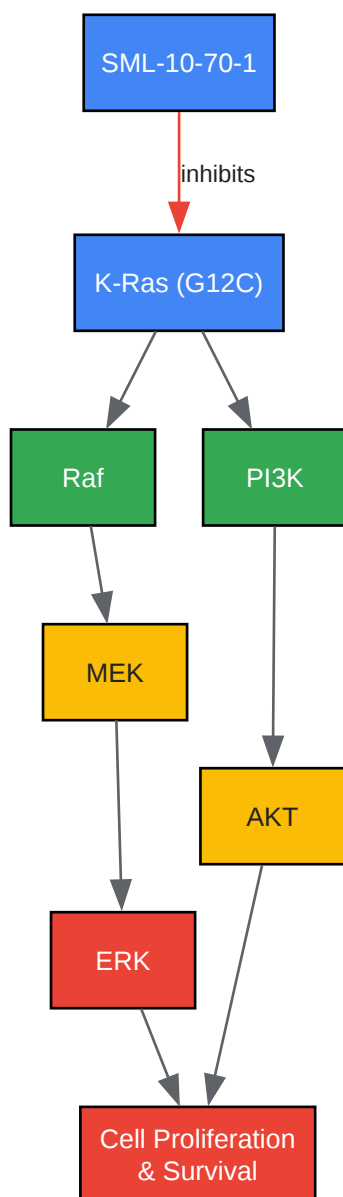 SML-10-70-1
inhibits
K-Ras (G12C)
Raf
PI3K
MEK
AKT
ERK
Cell Proliferation
& Survival